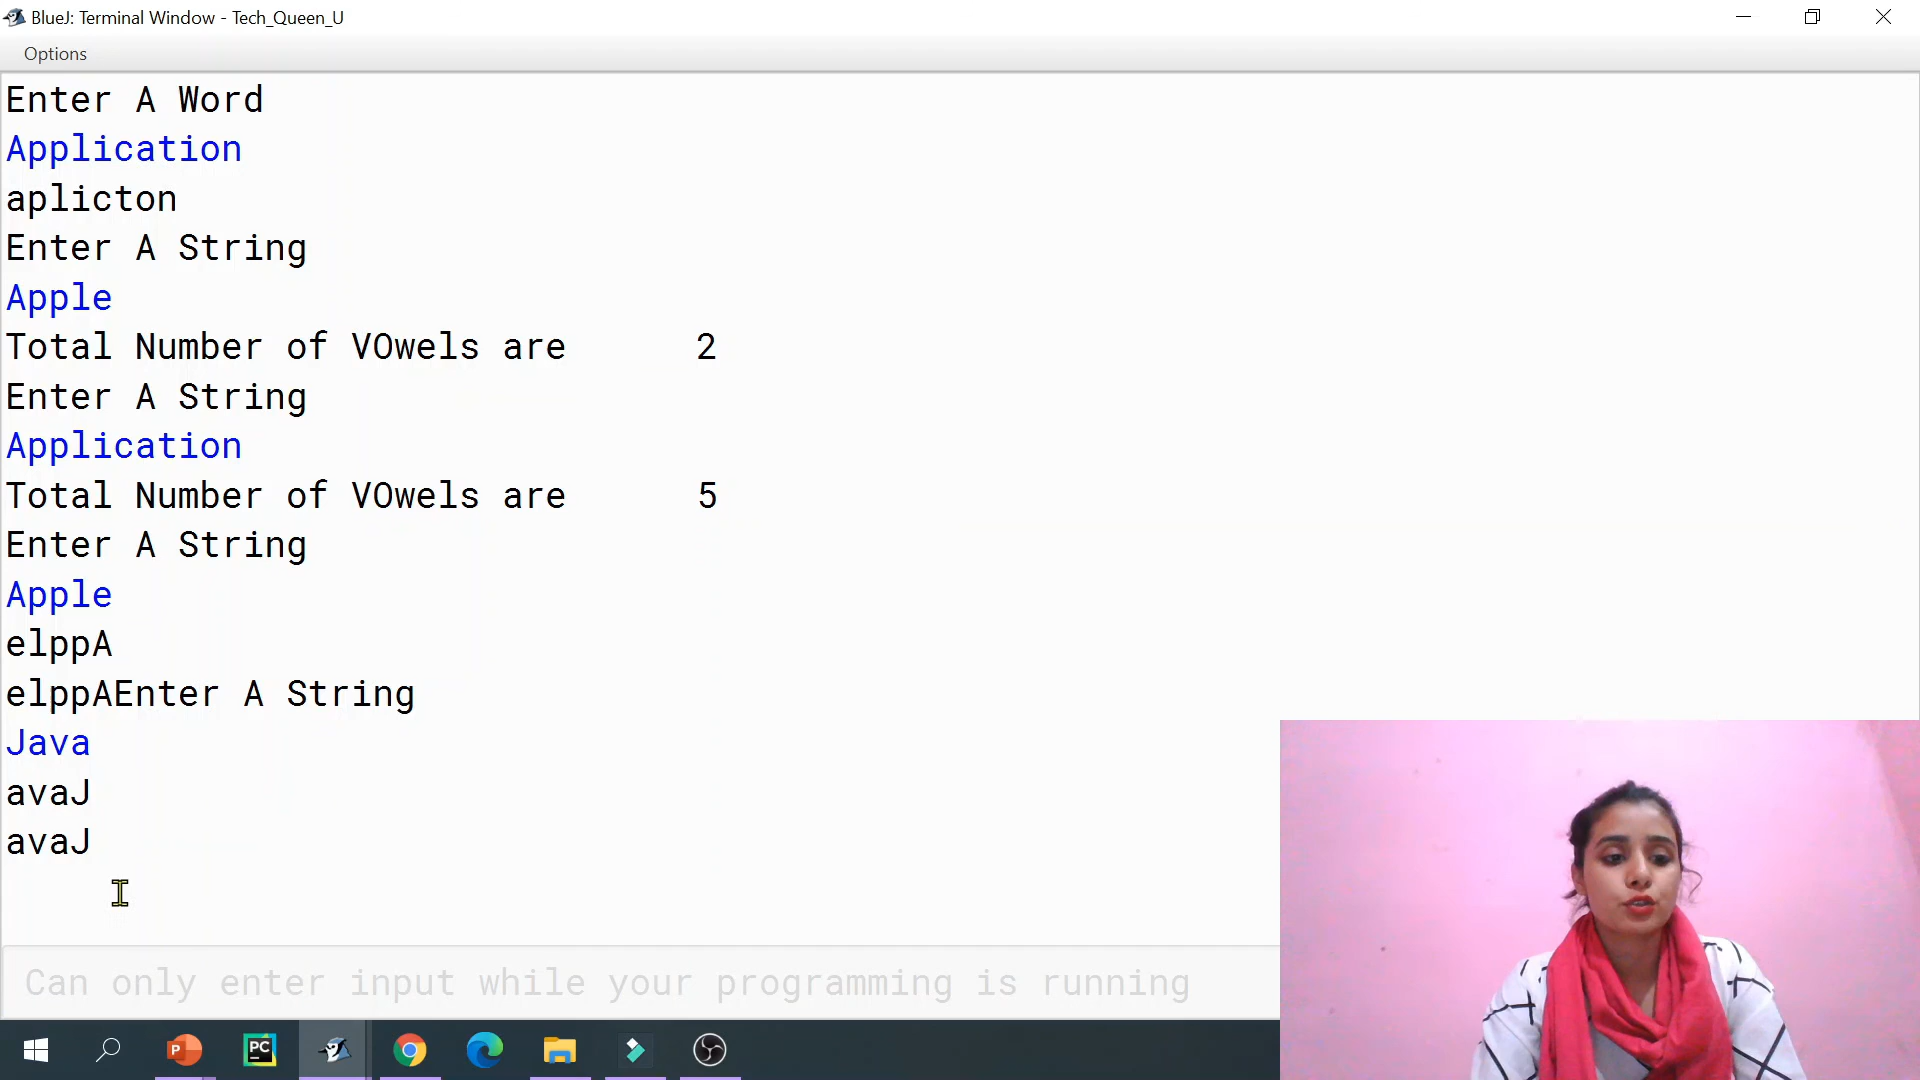 BlueJ: Terminal Window - Tech_Queen_U
Options
Enter A Word
Application
aplicton
Enter A String
Apple
Total Number of VOwels are 2
Enter A String
Application
Total Number of VOwels are 5
Enter A String
Apple
elppA
elppAEnter A String
Java
avaJ
avaJ
Can only enter input while your programming is running
P
PC